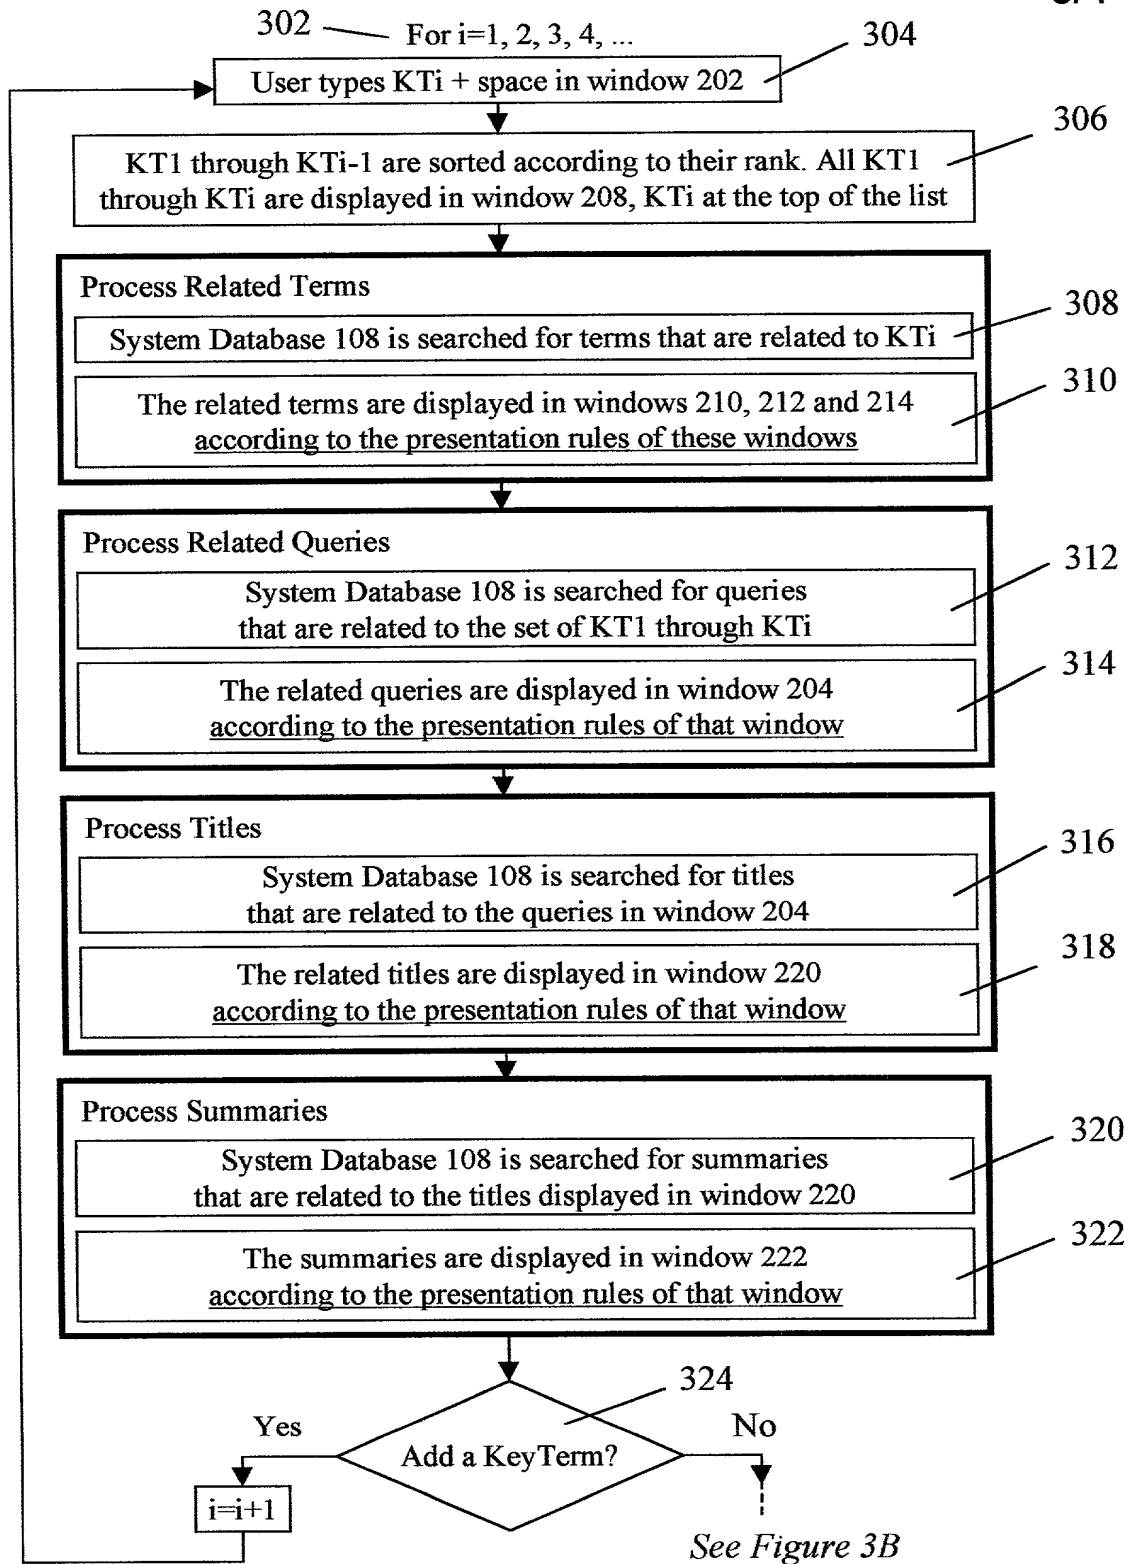 302
For i=1, 2, 3, 4, ...
304
User types KTi + space in window 202
306
KT1 through KTi-1 are sorted according to their rank. All KT1
through KTi are displayed in window 208, KTi at the top of the list
Process Related Terms
308
System Database 108 is searched for terms that are related to KTi
310
The related terms are displayed in windows 210, 212 and 214
according to the presentation rules of these windows
Process Related Queries
312
System Database 108 is searched for queries
that are related to the set of KT1 through KTi
314
The related queries are displayed in window 204
according to the presentation rules of that window
Process Titles
316
System Database 108 is searched for titles
that are related to the queries in window 204
318
The related titles are displayed in window 220
according to the presentation rules of that window
Process Summaries
320
System Database 108 is searched for summaries
that are related to the titles displayed in window 220
322
The summaries are displayed in window 222
according to the presentation rules of that window
324
Yes
No
Add a KeyTerm?
i=i+1
See Figure 3B